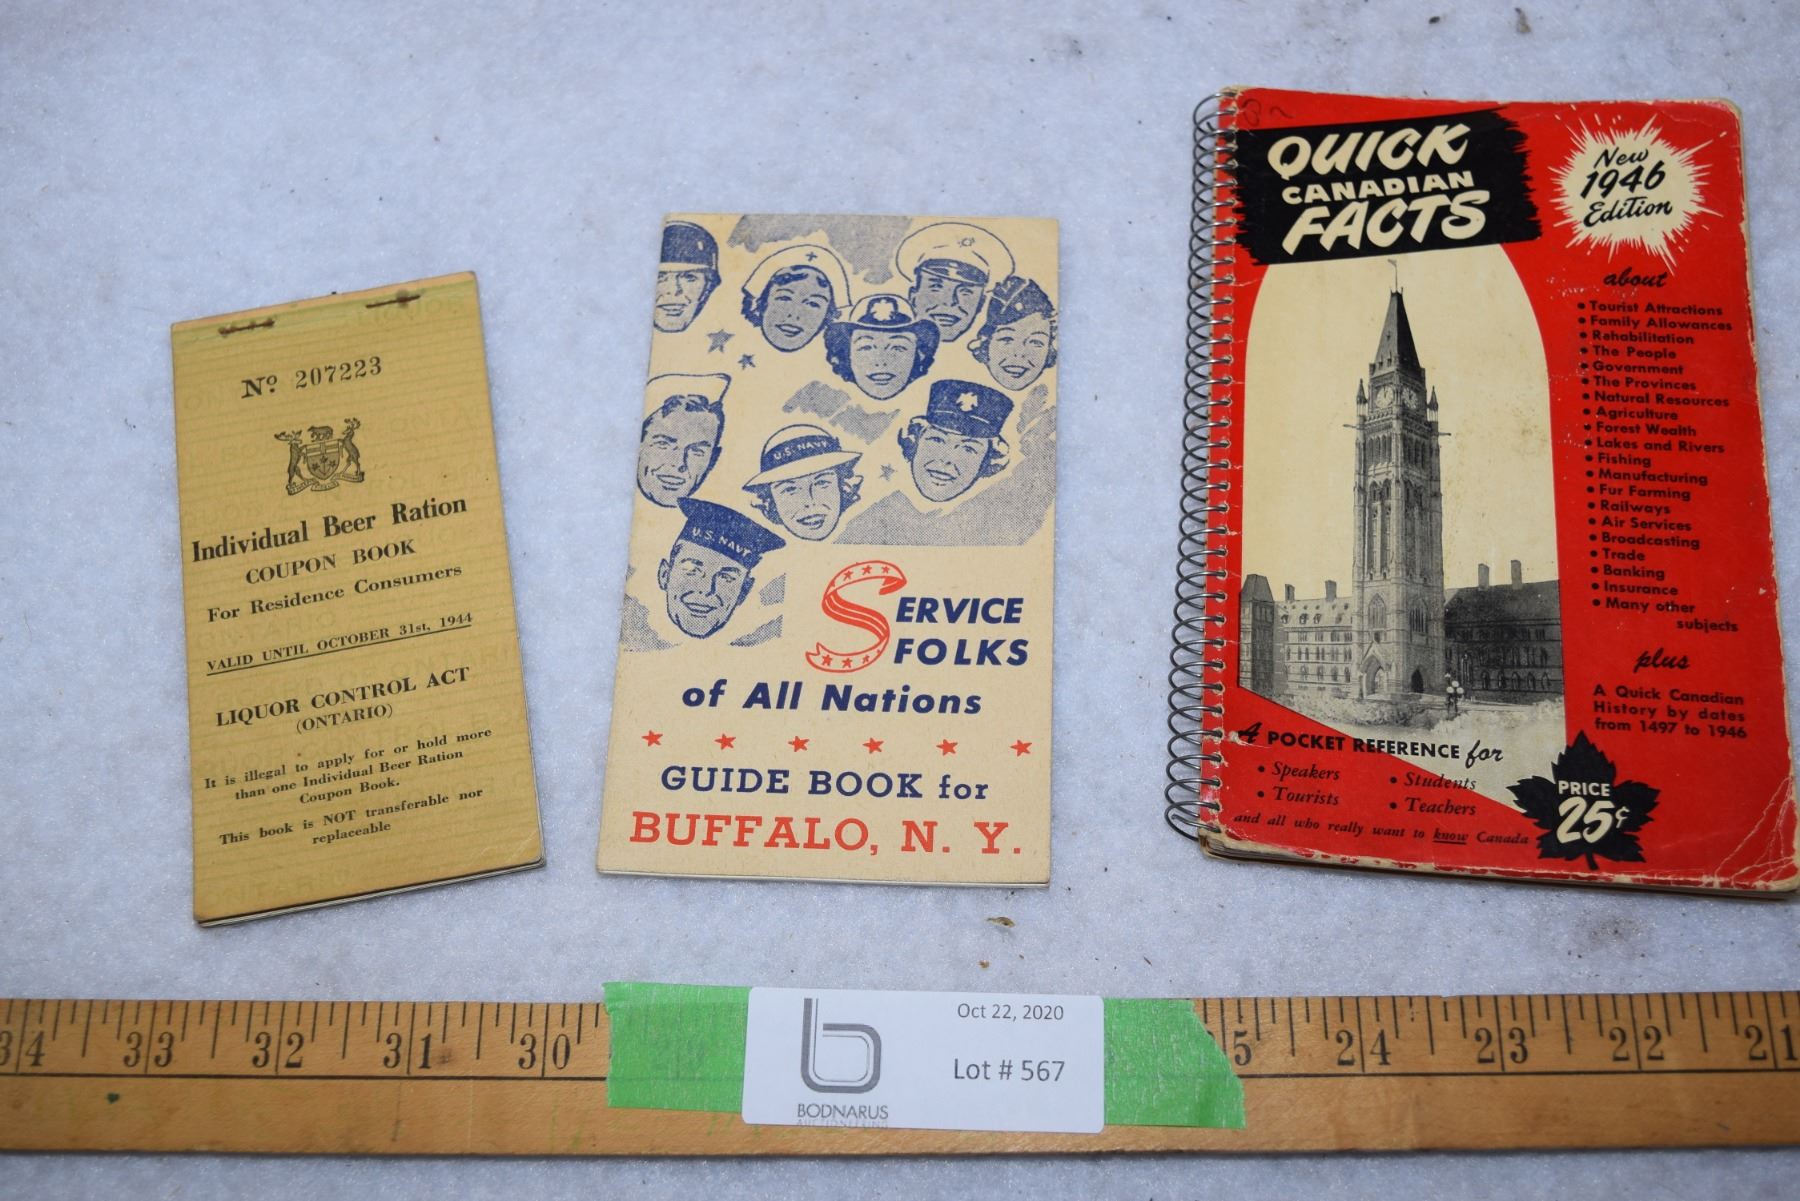 Nº 207223
Individual Beer Ration
COUPON BOOK
For Residence Consumers
VALID UNTIL OCTOBER 31st, 1944
LIQUOR CONTROL ACT
(ONTARIO)
It is illegal to apply for or hold more
than one Individual Beer Ration
Coupon Book.
This book is NOT transferable nor
replaceable
U.S. NAVY
U.S. NAVY
SERVICE
FOLKS
of All Nations
GUIDE BOOK for
BUFFALO, N. Y.
QUICK
CANADIAN
FACTS
New
1946
Edition
about
• Tourist Attractions
• Family Allowances
• Rehabilitation
• The People
• Government
• The Provinces
• Natural Resources
• Agriculture
• Forest Wealth
• Lakes and Rivers
• Fishing
• Manufacturing
• Fur Farming
• Railways
• Air Services
• Broadcasting
• Trade
• Banking
• Insurance
• Many other
subjects
plus
A Quick Canadian
History by dates
from 1497 to 1946
A POCKET REFERENCE for
• Speakers • Students
• Tourists • Teachers
and all who really want to know Canada
PRICE
25¢
34 33 32 31 30 5 24 23 22 21
Oct 22, 2020
Lot # 567
BODNARUS
AUCTIONEERING